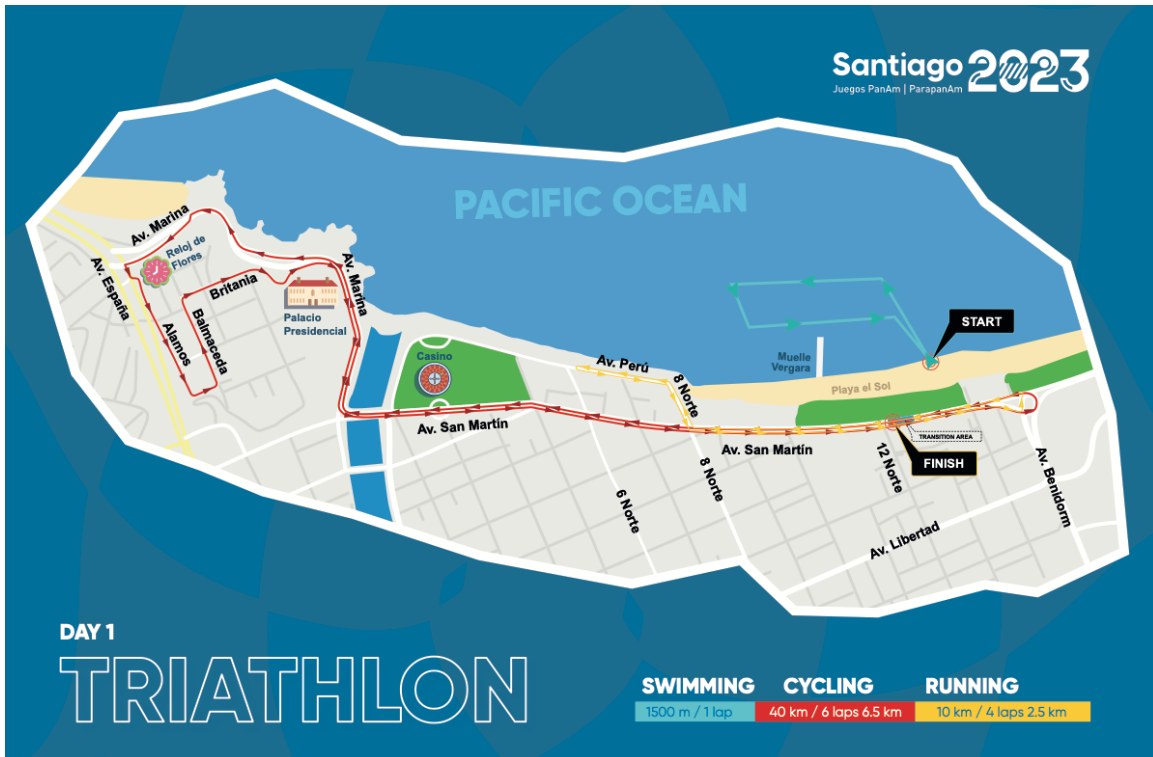 Santiago 2023
Juegos PanAm | ParapanAm
PACIFIC OCEAN
Av. Marina
Reloj de
Flores
Av. España
Britania
Balmaceda
Alamos
Palacio
Presidencial
Av. Marina
Casino
Av. San Martín
Av. Perú
8 Norte
Muelle
Vergara
START
Playa el Sol
TRANSITION AREA
FINISH
Av. San Martín
12 Norte
8 Norte
6 Norte
Av. Libertad
Av. Benidorm
DAY 1
TRIATHLON
SWIMMING
1500 m / 1 lap
CYCLING
40 km / 6 laps 6.5 km
RUNNING
10 km / 4 laps 2.5 km